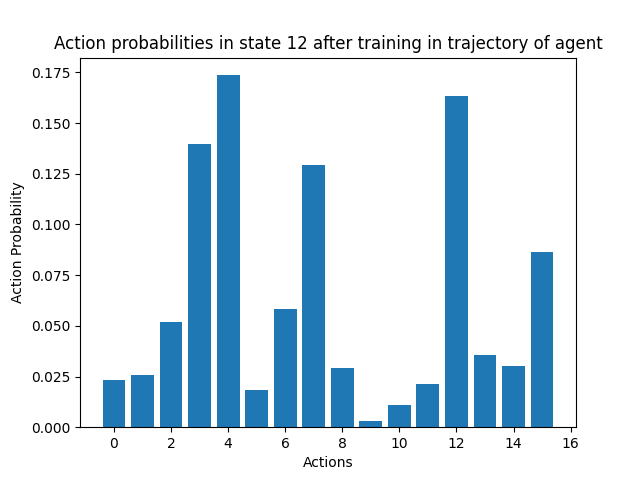 Action probabilities in state 12 after training in trajectory of agent
0.175
0.150
0.125
0.100
0.075
0.050
0.025
0.000
Action Probability
0 2 4 6 8 10 12 14 16
Actions